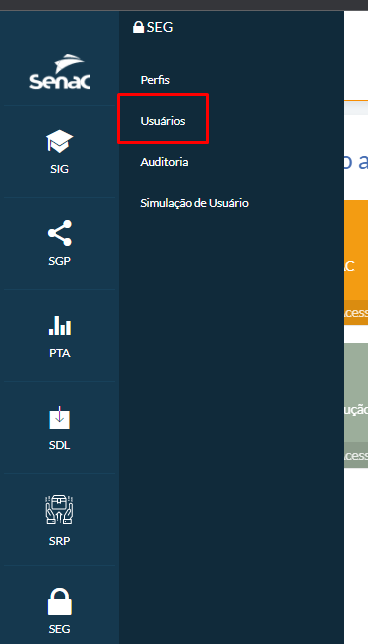 Senac
SIG
SGP
PTA
SDL
SRP
SEG
SEG
Perfis
Usuários
Auditoria
Simulação de Usuário